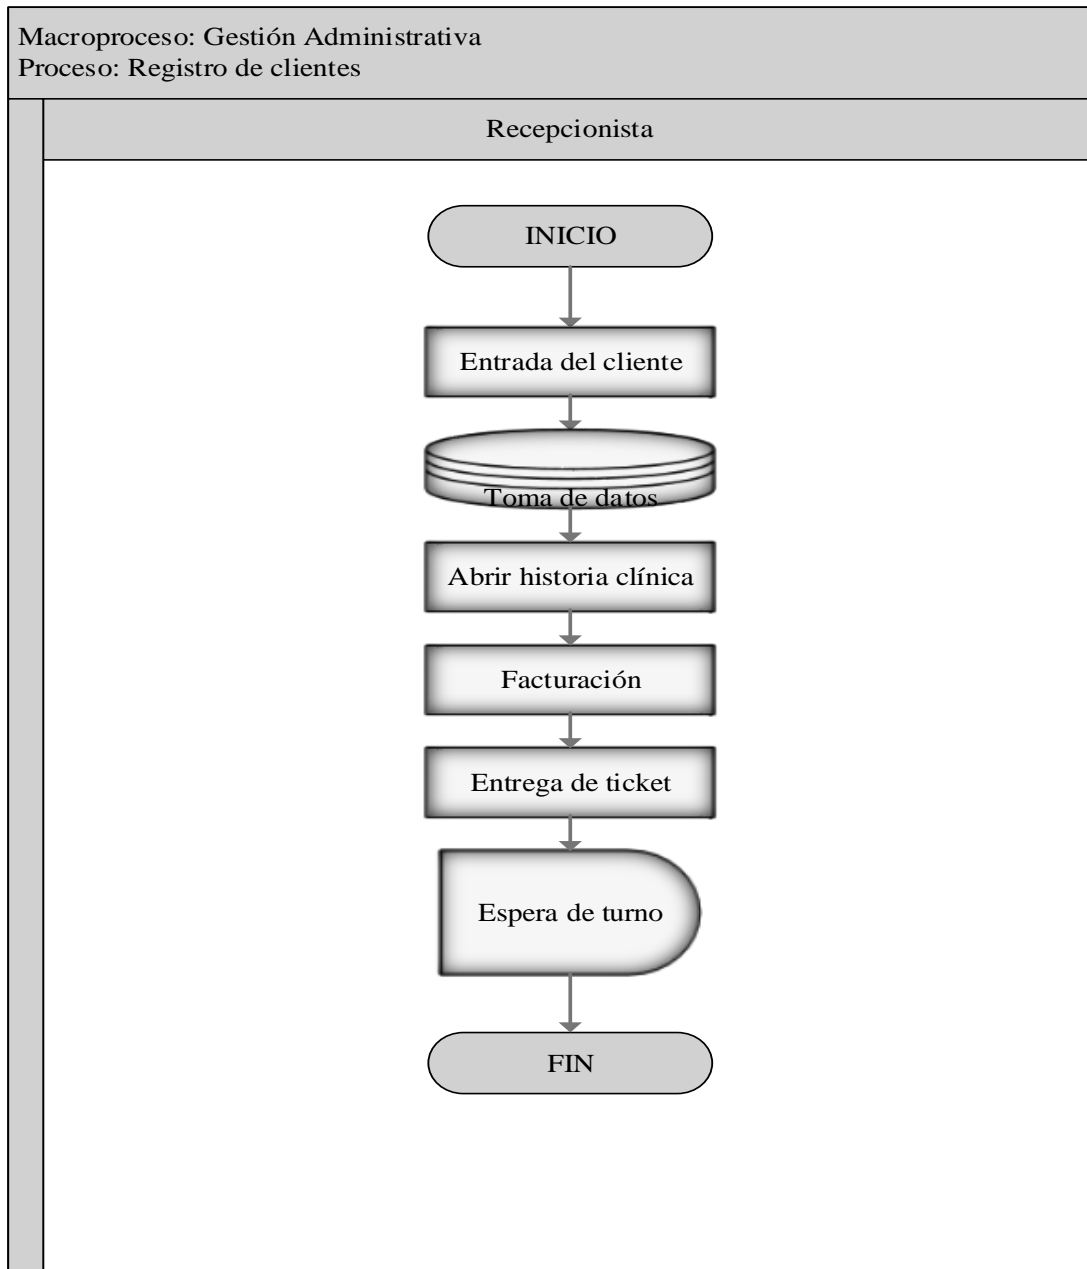 Macroproceso: Gestión Administrativa
Proceso: Registro de clientes
Recepcionista
INICIO
Entrada del cliente
Toma de datos
Abrir historia clínica
Facturación
Entrega de ticket
Espera de turno
FIN